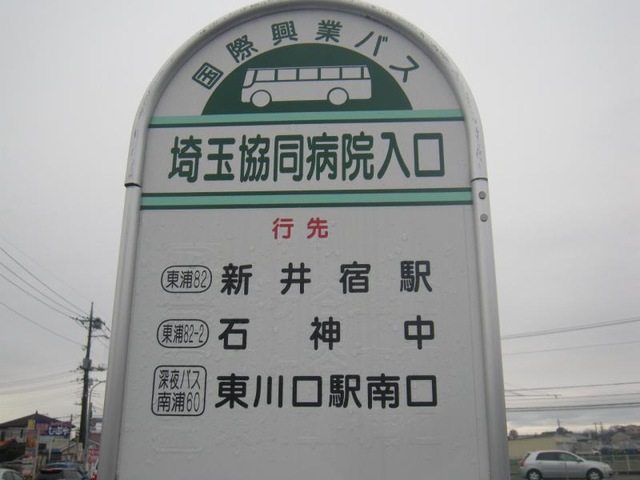 国際興業バス
埼玉協同病院入口
行先
東浦82 新井宿駅
東浦82-2 石神中
深夜バス
南浦60 東川口駅南口